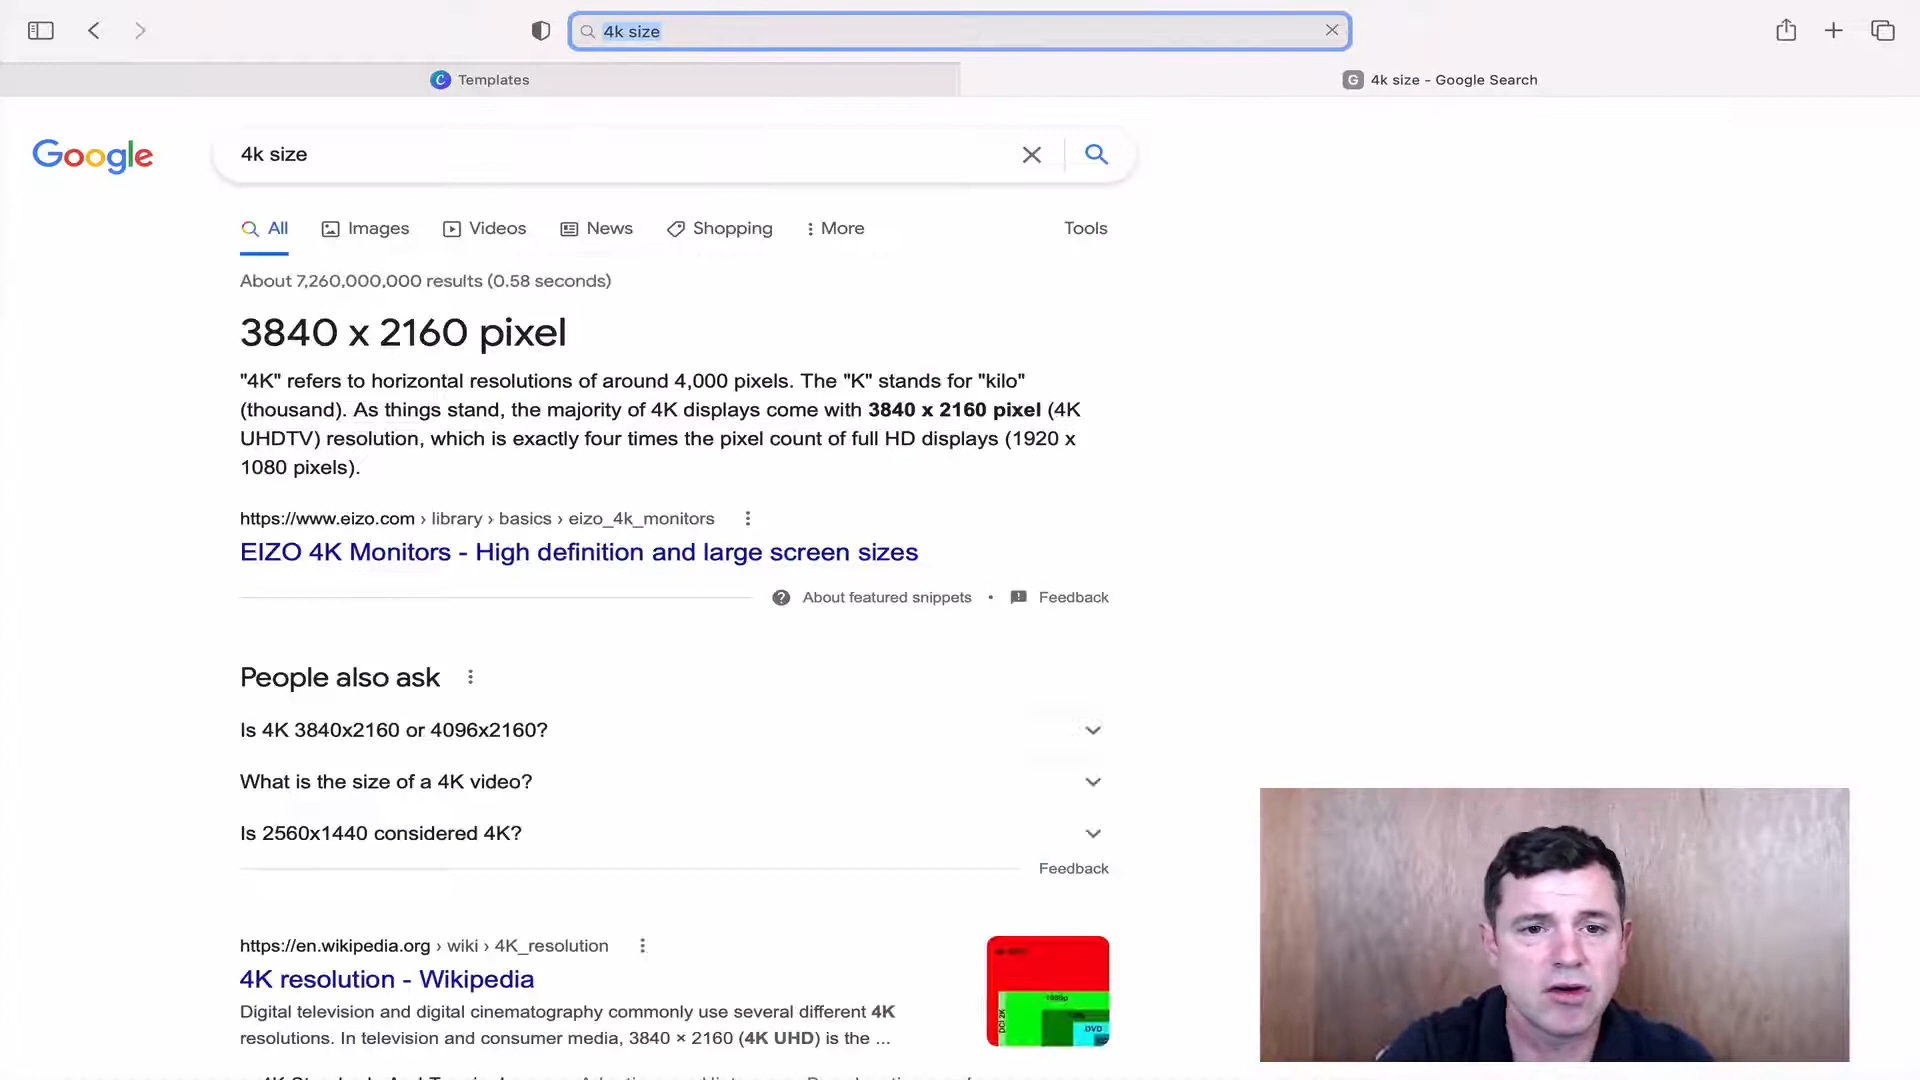 4k size
Templates
4k size - Google Search
Google
4k size
All
Images
Videos
News
Shopping
More
Tools
About 7,260,000,000 results (0.58 seconds)
3840 x 2160 pixel
"4K" refers to horizontal resolutions of around 4,000 pixels. The "K" stands for "kilo"
(thousand). As things stand, the majority of 4K displays come with 3840 x 2160 pixel (4K
UHDTV) resolution, which is exactly four times the pixel count of full HD displays (1920 x
1080 pixels).
https://www.eizo.com › library › basics › eizo_4k_monitors
EIZO 4K Monitors - High definition and large screen sizes
About featured snippets • Feedback
People also ask
Is 4K 3840x2160 or 4096x2160?
What is the size of a 4K video?
Is 2560x1440 considered 4K?
Feedback
https://en.wikipedia.org › wiki › 4K_resolution
4K resolution - Wikipedia
Digital television and digital cinematography commonly use several different 4K
resolutions. In television and consumer media, 3840 × 2160 (4K UHD) is the ...
1080p
DCI 2K
DVD